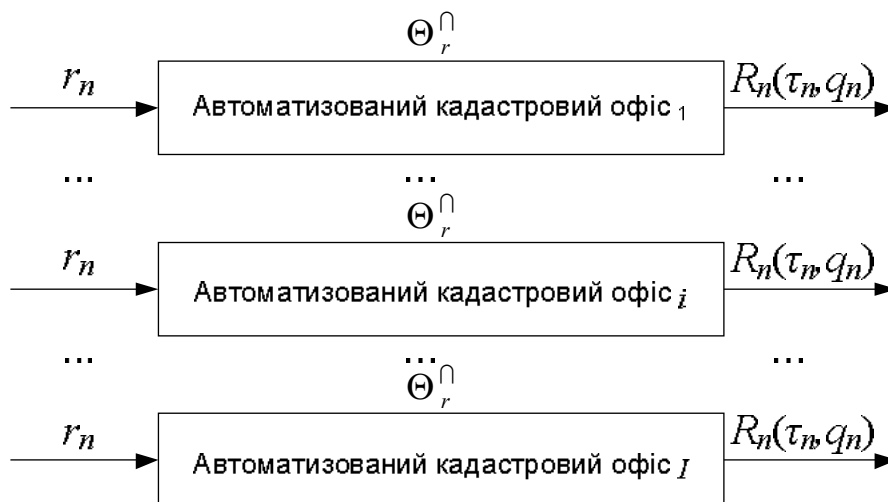 Θ_r^∩
r_n Автоматизований кадастровий офіс ₁ R_n(τ_n, q_n)
... ... ...
Θ_r^∩
r_n Автоматизований кадастровий офіс i R_n(τ_n, q_n)
... ... ...
Θ_r^∩
r_n Автоматизований кадастровий офіс I R_n(τ_n, q_n)